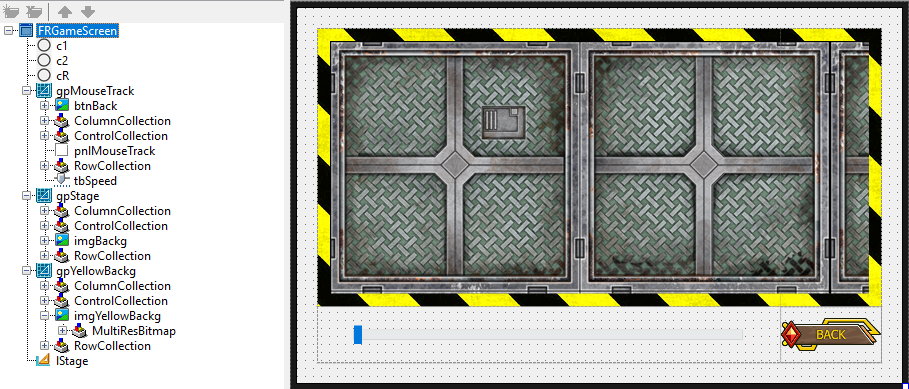 FRGameScreen
c1
c2
cR
gpMouseTrack
btnBack
ColumnCollection
ControlCollection
pnlMouseTrack
RowCollection
tbSpeed
gpStage
ColumnCollection
ControlCollection
imgBackg
RowCollection
gpYellowBackg
ColumnCollection
ControlCollection
imgYellowBackg
MultiResBitmap
RowCollection
lStage
BACK